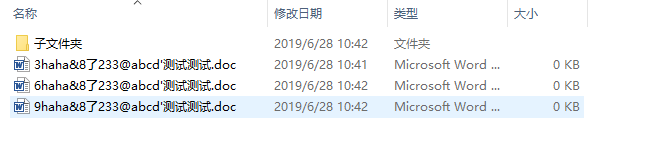 名称 修改日期 类型 大小
子文件夹 2019/6/28 10:42 文件夹
3haha&8了233@abcd'测试测试.doc 2019/6/28 10:41 Microsoft Word ... 0 KB
6haha&8了233@abcd'测试测试.doc 2019/6/28 10:42 Microsoft Word ... 0 KB
9haha&8了233@abcd'测试测试.doc 2019/6/28 10:42 Microsoft Word ... 0 KB